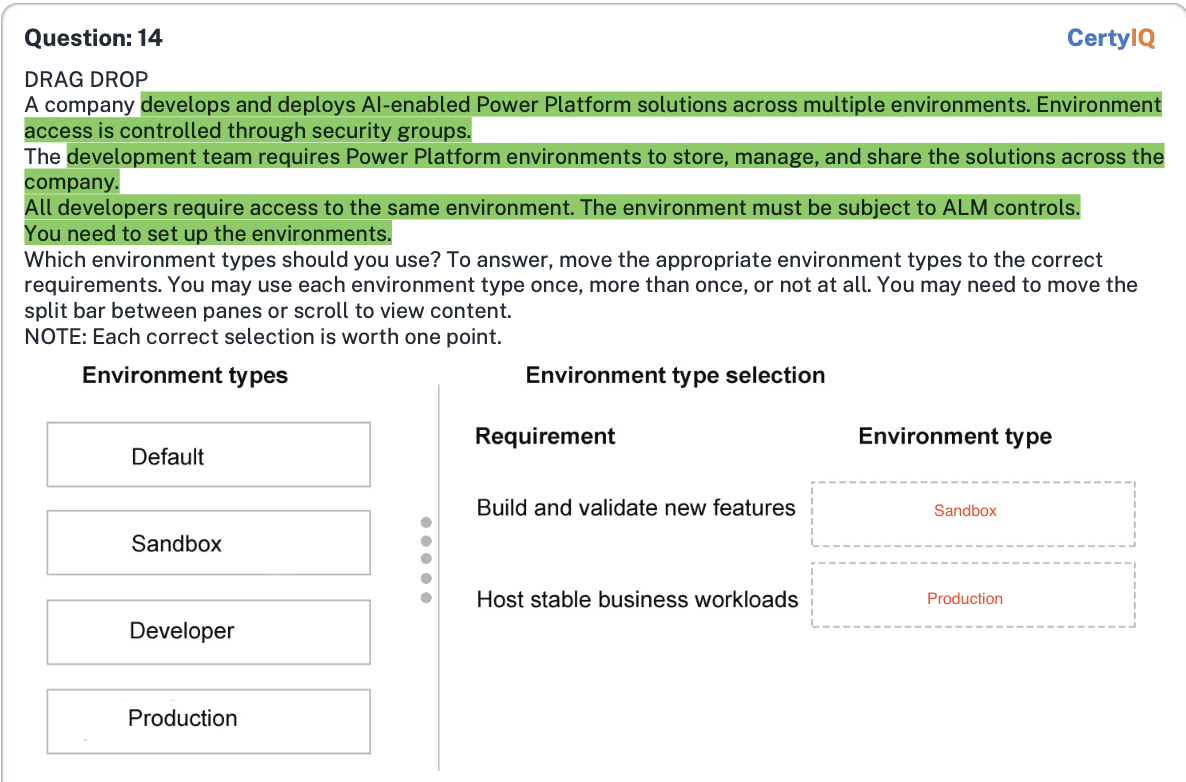 Question: 14
CertyIQ
DRAG DROP
A company develops and deploys AI-enabled Power Platform solutions across multiple environments. Environment
access is controlled through security groups.
The development team requires Power Platform environments to store, manage, and share the solutions across the
company.
All developers require access to the same environment. The environment must be subject to ALM controls.
You need to set up the environments.
Which environment types should you use? To answer, move the appropriate environment types to the correct
requirements. You may use each environment type once, more than once, or not at all. You may need to move the
split bar between panes or scroll to view content.
NOTE: Each correct selection is worth one point.
Environment types
Default
Sandbox
Developer
Production
Environment type selection
Requirement
Environment type
Build and validate new features
Sandbox
Host stable business workloads
Production